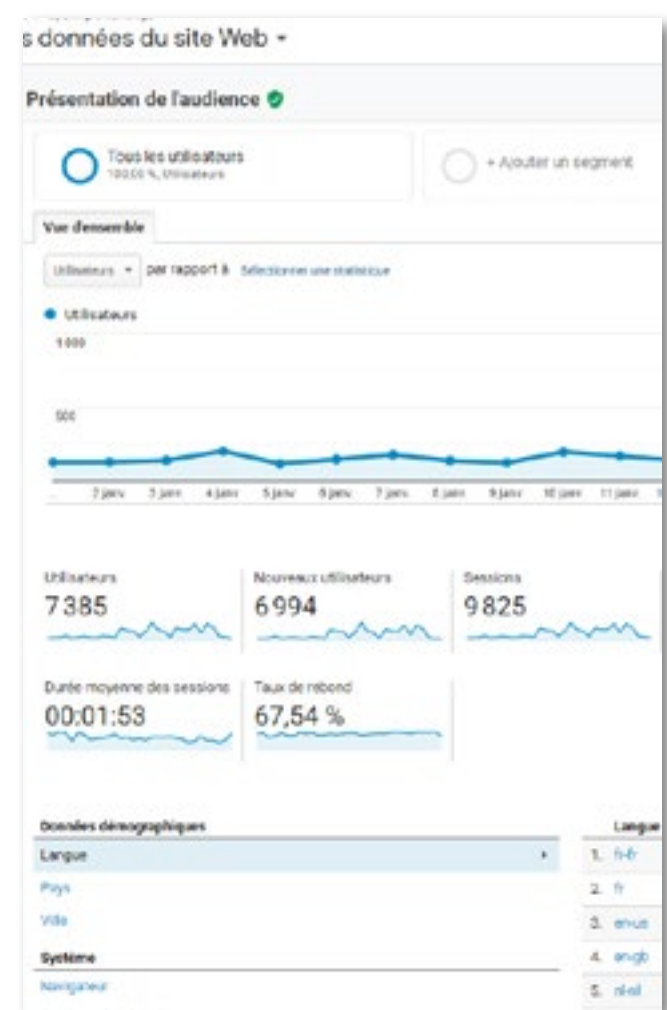 s données du site Web
Présentation de l'audience
Tous les utilisateurs
100,00 %, Utilisateurs
+ Ajouter un segment
Vue d'ensemble
Utilisateurs par rapport à Sélectionner une statistique
Utilisateurs
1 000
500
... 2 janv. 3 janv. 4 janv. 5 janv. 6 janv. 7 janv. 8 janv. 9 janv. 10 janv. 11 janv.
Utilisateurs Nouveaux utilisateurs Sessions
7 385 6 994 9 825
Durée moyenne des sessions Taux de rebond
00:01:53 67,54 %
Données démographiques Langue
Langue 1. fr-fr
Pays 2. fr
Ville 3. en-us
Système 4. en-gb
Navigateur 5. nl-nl